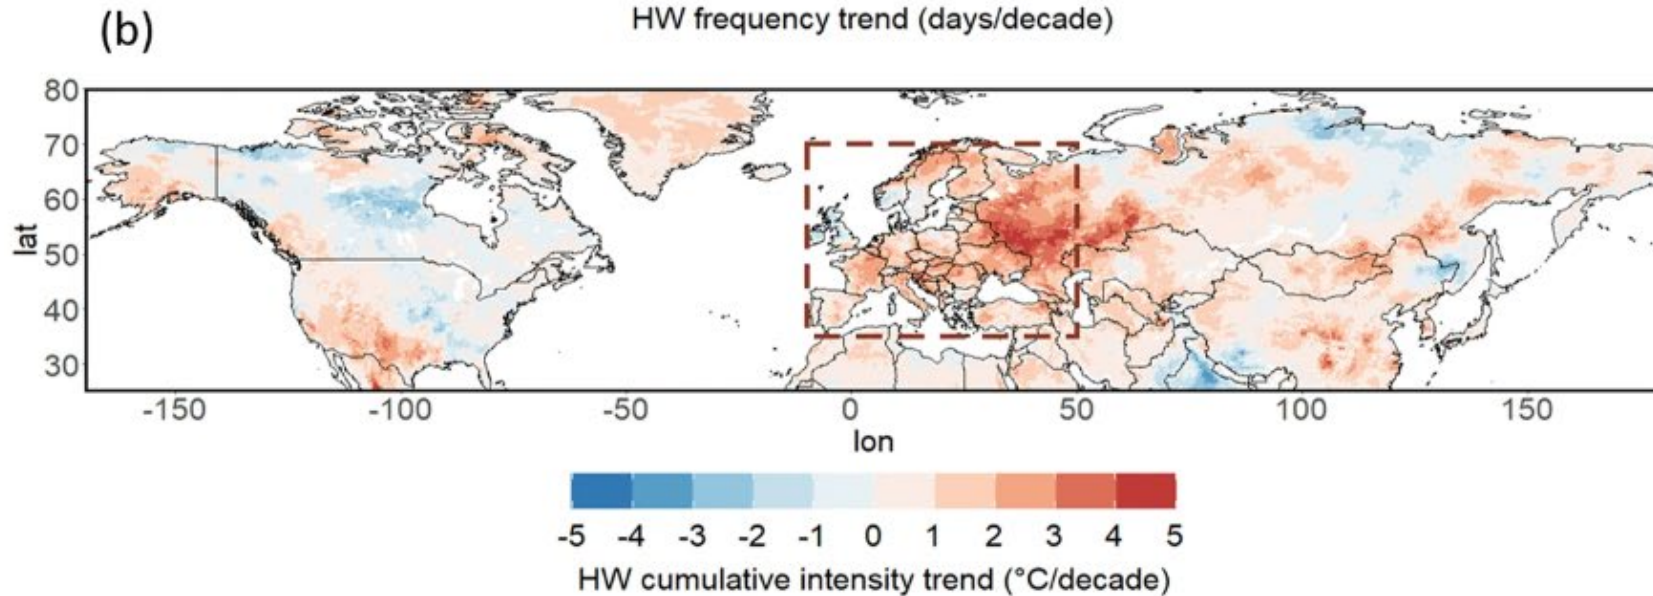 HW frequency trend (days/decade)
(b)
80
70
60
50
40
30
lat
-150 -100 -50 0 50 100 150
lon
-5 -4 -3 -2 -1 0 1 2 3 4 5
HW cumulative intensity trend (°C/decade)